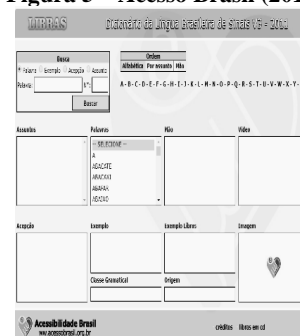 Figura 3 – Acesso Brasil (201
LIBRAS
Dicionário da Língua Brasileira de Sinais V3 - 2011
Busca
Palavra Exemplo Acepção Assunto
Palavra: Nº:
Buscar
Ordem
Alfabética Por assunto Mão
A-B-C-D-E-F-G-H-I-J-K-L-M-N-O-P-Q-R-S-T-U-V-W-X-Y-
Assuntos
Palavras
Mão
Vídeo
-- SELECIONE --
A
ABACATE
ABACAXI
ABAFAR
ABAIXO
Acepção
Exemplo
Exemplo Libras
Imagem
Classe Gramatical
Origem
Acessibilidade Brasil
www.acessobrasil.org.br
créditos libras em cd